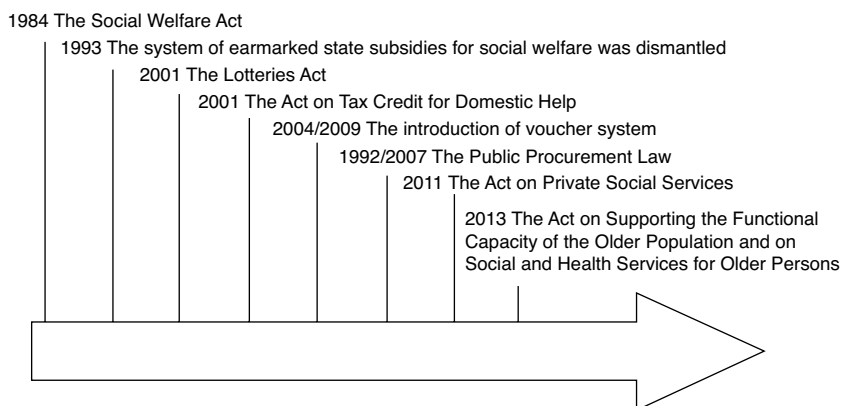 1984 The Social Welfare Act
1993 The system of earmarked state subsidies for social welfare was dismantled
2001 The Lotteries Act
2001 The Act on Tax Credit for Domestic Help
2004/2009 The introduction of voucher system
1992/2007 The Public Procurement Law
2011 The Act on Private Social Services
2013 The Act on Supporting the Functional
Capacity of the Older Population and on
Social and Health Services for Older Persons